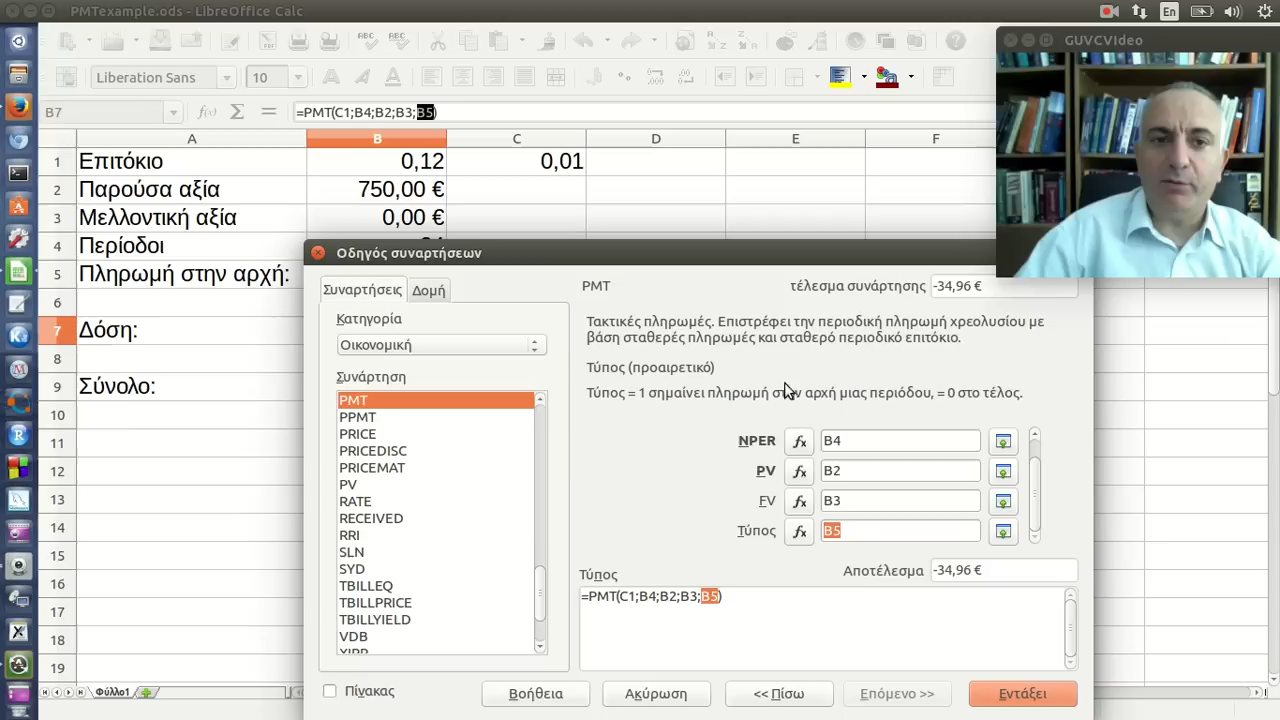 PMTexample.ods - LibreOffice Calc
En
GUVCVIdeo
Liberation Sans
10
B7
=PMT(C1;B4;B2;B3;B5)
A B C D E F
1 Επιτόκιο 0,12 0,01
2 Παρούσα αξία 750,00 €
3 Μελλοντική αξία 0,00 €
4 Περίοδοι
5 Πληρωμή στην αρχή:
6
7 Δόση:
8
9 Σύνολο:
10
11
12
13
14
15
16
17
18
19
Φύλλο1
Οδηγός συναρτήσεων
Συναρτήσεις Δομή
Κατηγορία
Οικονομική
Συνάρτηση
PMT
PPMT
PRICE
PRICEDISC
PRICEMAT
PV
RATE
RECEIVED
RRI
SLN
SYD
TBILLEQ
TBILLPRICE
TBILLYIELD
VDB
Πίνακας
PMT τέλεσμα συνάρτησης -34,96 €
Τακτικές πληρωμές. Επιστρέφει την περιοδική πληρωμή χρεολυσίου με
βάση σταθερές πληρωμές και σταθερό περιοδικό επιτόκιο.
Τύπος (προαιρετικό)
Τύπος = 1 σημαίνει πληρωμή στην αρχή μιας περιόδου, = 0 στο τέλος.
NPER fx B4
PV fx B2
FV fx B3
Τύπος fx B5
Τύπος Αποτέλεσμα -34,96 €
=PMT(C1;B4;B2;B3;B5)
Βοήθεια Ακύρωση << Πίσω Επόμενο >> Εντάξει